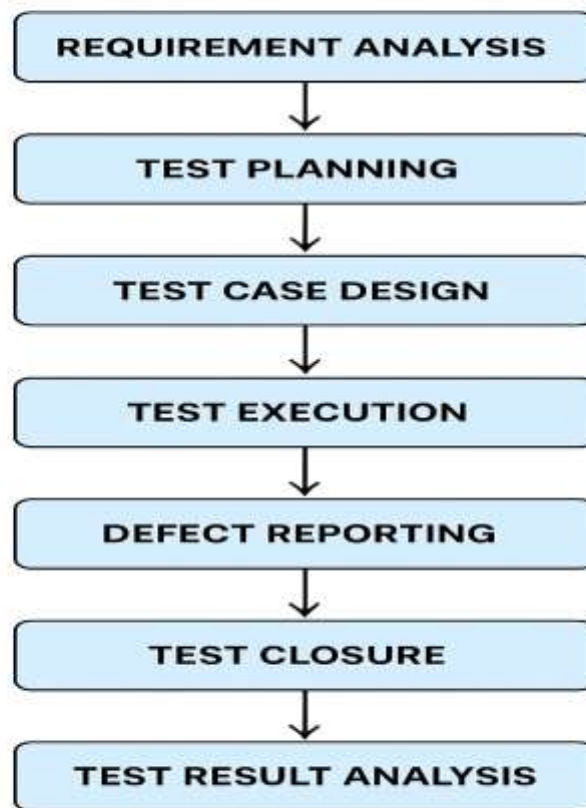 REQUIREMENT ANALYSIS
TEST PLANNING
TEST CASE DESIGN
TEST EXECUTION
DEFECT REPORTING
TEST CLOSURE
TEST RESULT ANALYSIS